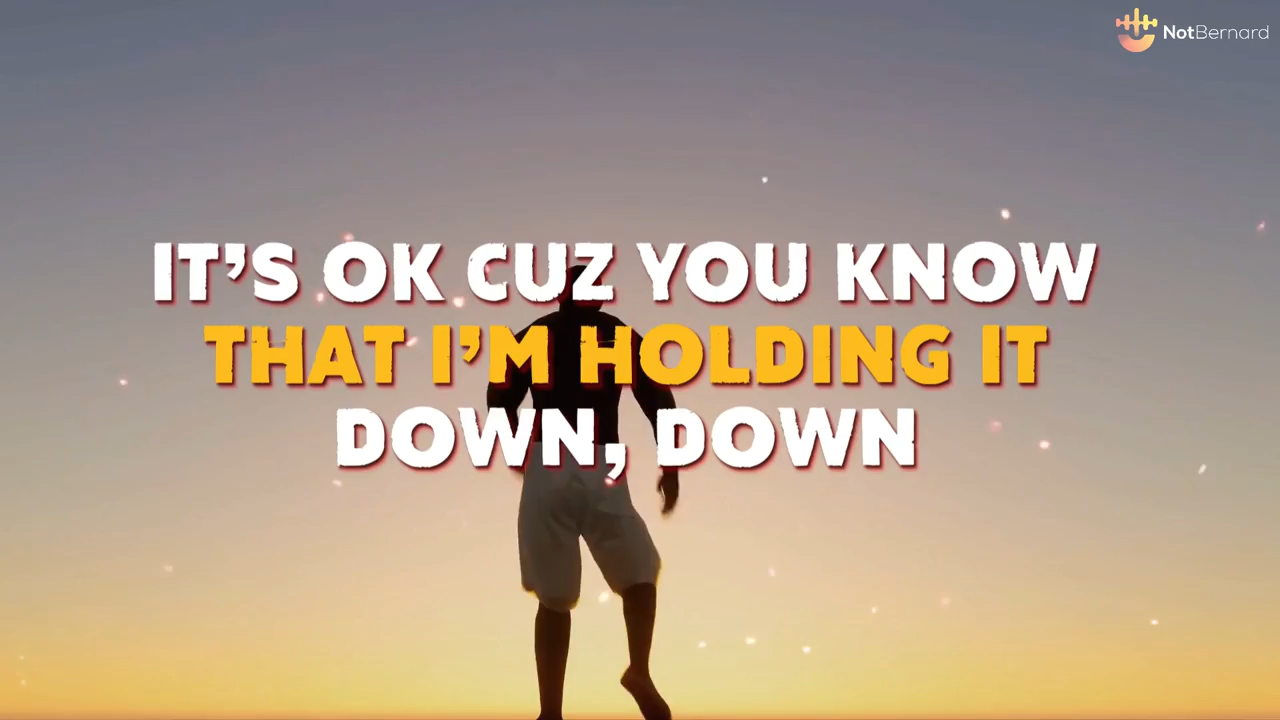 NotBernard
IT'S OK CUZ YOU KNOW
THAT I'M HOLDING IT
DOWN, DOWN